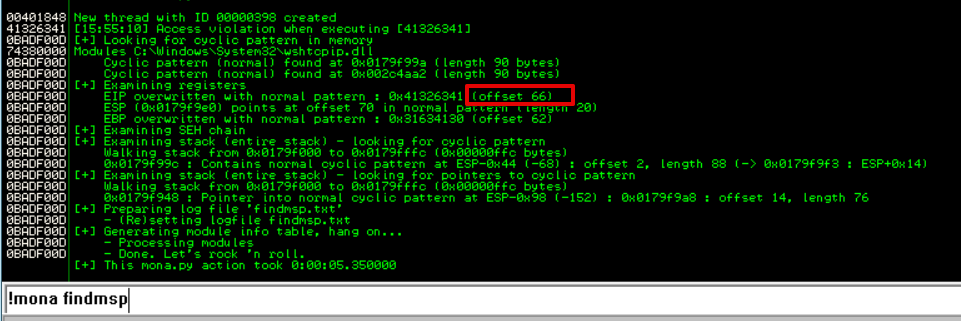 00401848 New thread with ID 00000398 created
41326341 [15:55:10] Access violation when executing [41326341]
0BADF00D [+] Looking for cyclic pattern in memory
74380000 Modules C:\Windows\System32\wshtcpip.dll
0BADF00D Cyclic pattern (normal) found at 0x0179f99a (length 90 bytes)
0BADF00D Cyclic pattern (normal) found at 0x002c4aa2 (length 90 bytes)
0BADF00D [+] Examining registers
0BADF00D EIP overwritten with normal pattern : 0x41326341 (offset 66)
0BADF00D ESP (0x0179f9e0) points at offset 70 in normal pattern (length 20)
0BADF00D EBP overwritten with normal pattern : 0x31634130 (offset 62)
0BADF00D [+] Examining SEH chain
0BADF00D [+] Examining stack (entire stack) - looking for cyclic pattern
0BADF00D Walking stack from 0x0179f000 to 0x0179fffc (0x00000ffc bytes)
0BADF00D 0x0179f99c : Contains normal cyclic pattern at ESP-0x44 (-68) : offset 2, length 88 (-> 0x0179f9f3 : ESP+0x14)
0BADF00D [+] Examining stack (entire stack) - looking for pointers to cyclic pattern
0BADF00D Walking stack from 0x0179f000 to 0x0179fffc (0x00000ffc bytes)
0BADF00D 0x0179f948 : Pointer into normal cyclic pattern at ESP-0x98 (-152) : 0x0179f9a8 : offset 14, length 76
0BADF00D [+] Preparing log file 'findmsp.txt'
0BADF00D - (Re)setting logfile findmsp.txt
0BADF00D [+] Generating module info table, hang on...
0BADF00D - Processing modules
0BADF00D - Done. Let's rock 'n roll.
[+] This mona.py action took 0:00:05.350000
!mona findmsp